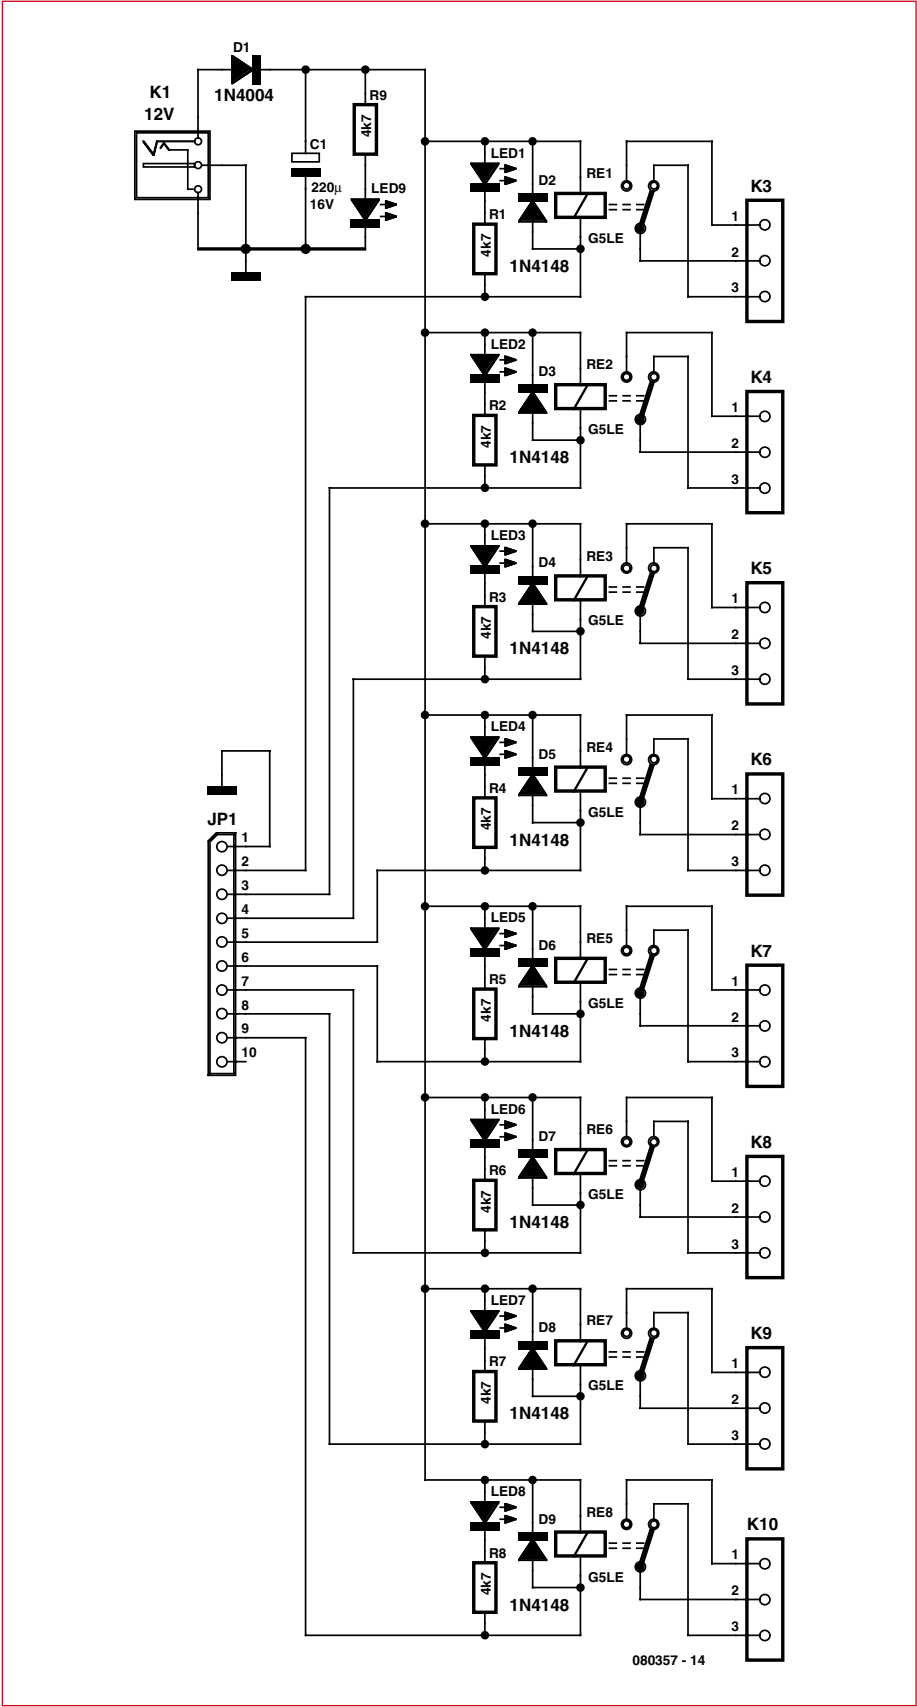 D1
1N4004
K1
12V
R9
4k7
C1
220µ
16V
LED9
LED1
D2
RE1
R1
4k7
G5LE
1N4148
K3
1
2
3
LED2
D3
RE2
R2
4k7
G5LE
1N4148
K4
1
2
3
LED3
D4
RE3
R3
4k7
G5LE
1N4148
K5
1
2
3
LED4
D5
RE4
R4
4k7
G5LE
1N4148
K6
1
2
3
JP1
1
2
3
4
5
6
7
8
9
10
LED5
D6
RE5
R5
4k7
G5LE
1N4148
K7
1
2
3
LED6
D7
RE6
R6
4k7
G5LE
1N4148
K8
1
2
3
LED7
D8
RE7
R7
4k7
G5LE
1N4148
K9
1
2
3
LED8
D9
RE8
R8
4k7
G5LE
1N4148
K10
1
2
3
080357 - 14